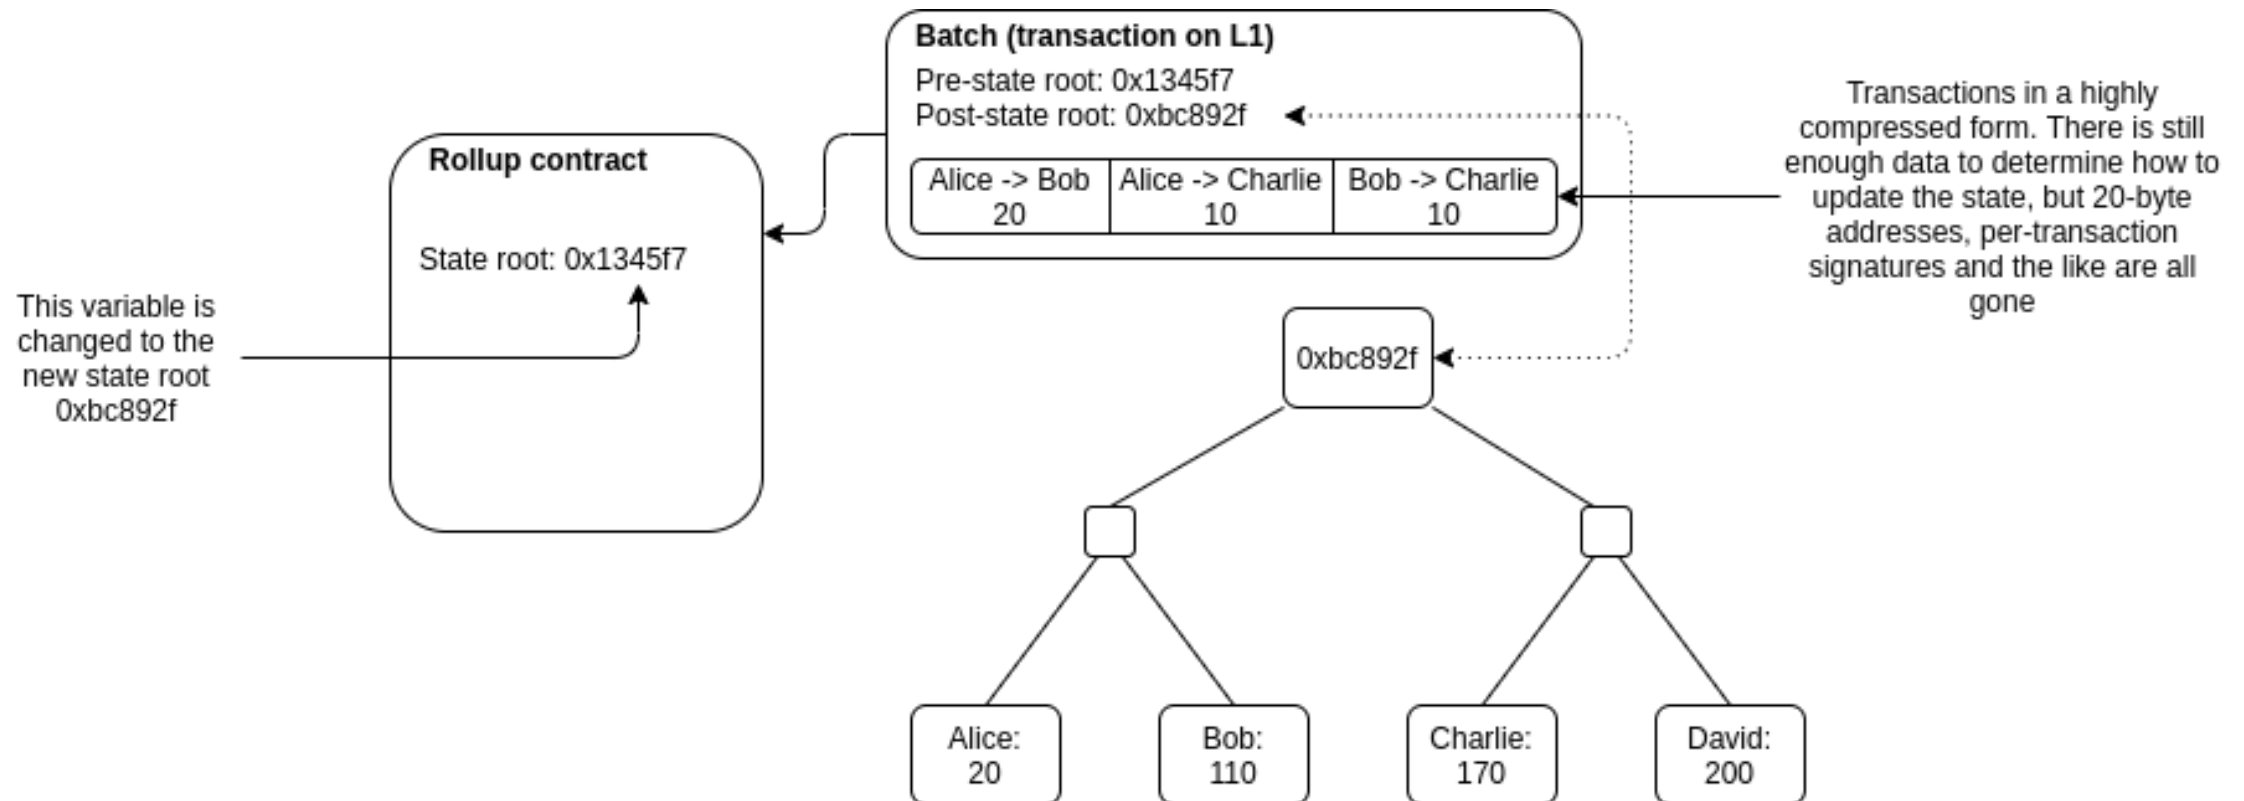 Batch (transaction on L1)
Pre-state root: 0x1345f7
Post-state root: 0xbc892f
Alice -> Bob
20
Alice -> Charlie
10
Bob -> Charlie
10
Transactions in a highly
compressed form. There is still
enough data to determine how to
update the state, but 20-byte
addresses, per-transaction
signatures and the like are all
gone
Rollup contract
State root: 0x1345f7
This variable is
changed to the
new state root
0xbc892f
0xbc892f
Alice:
20
Bob:
110
Charlie:
170
David:
200